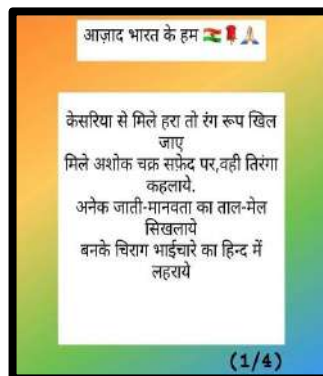 आज़ाद भारत के हम 🇮🇳🌹🙏🏻
केसरिया से मिले हरा तो रंग रूप खिल
जाए
मिले अशोक चक्र सफ़ेद पर,वही तिरंगा
कहलाये.
अनेक जाती-मानवता का ताल-मेल
सिखलाये
बनके चिराग भाईचारे का हिन्द में
लहराये
(1/4)